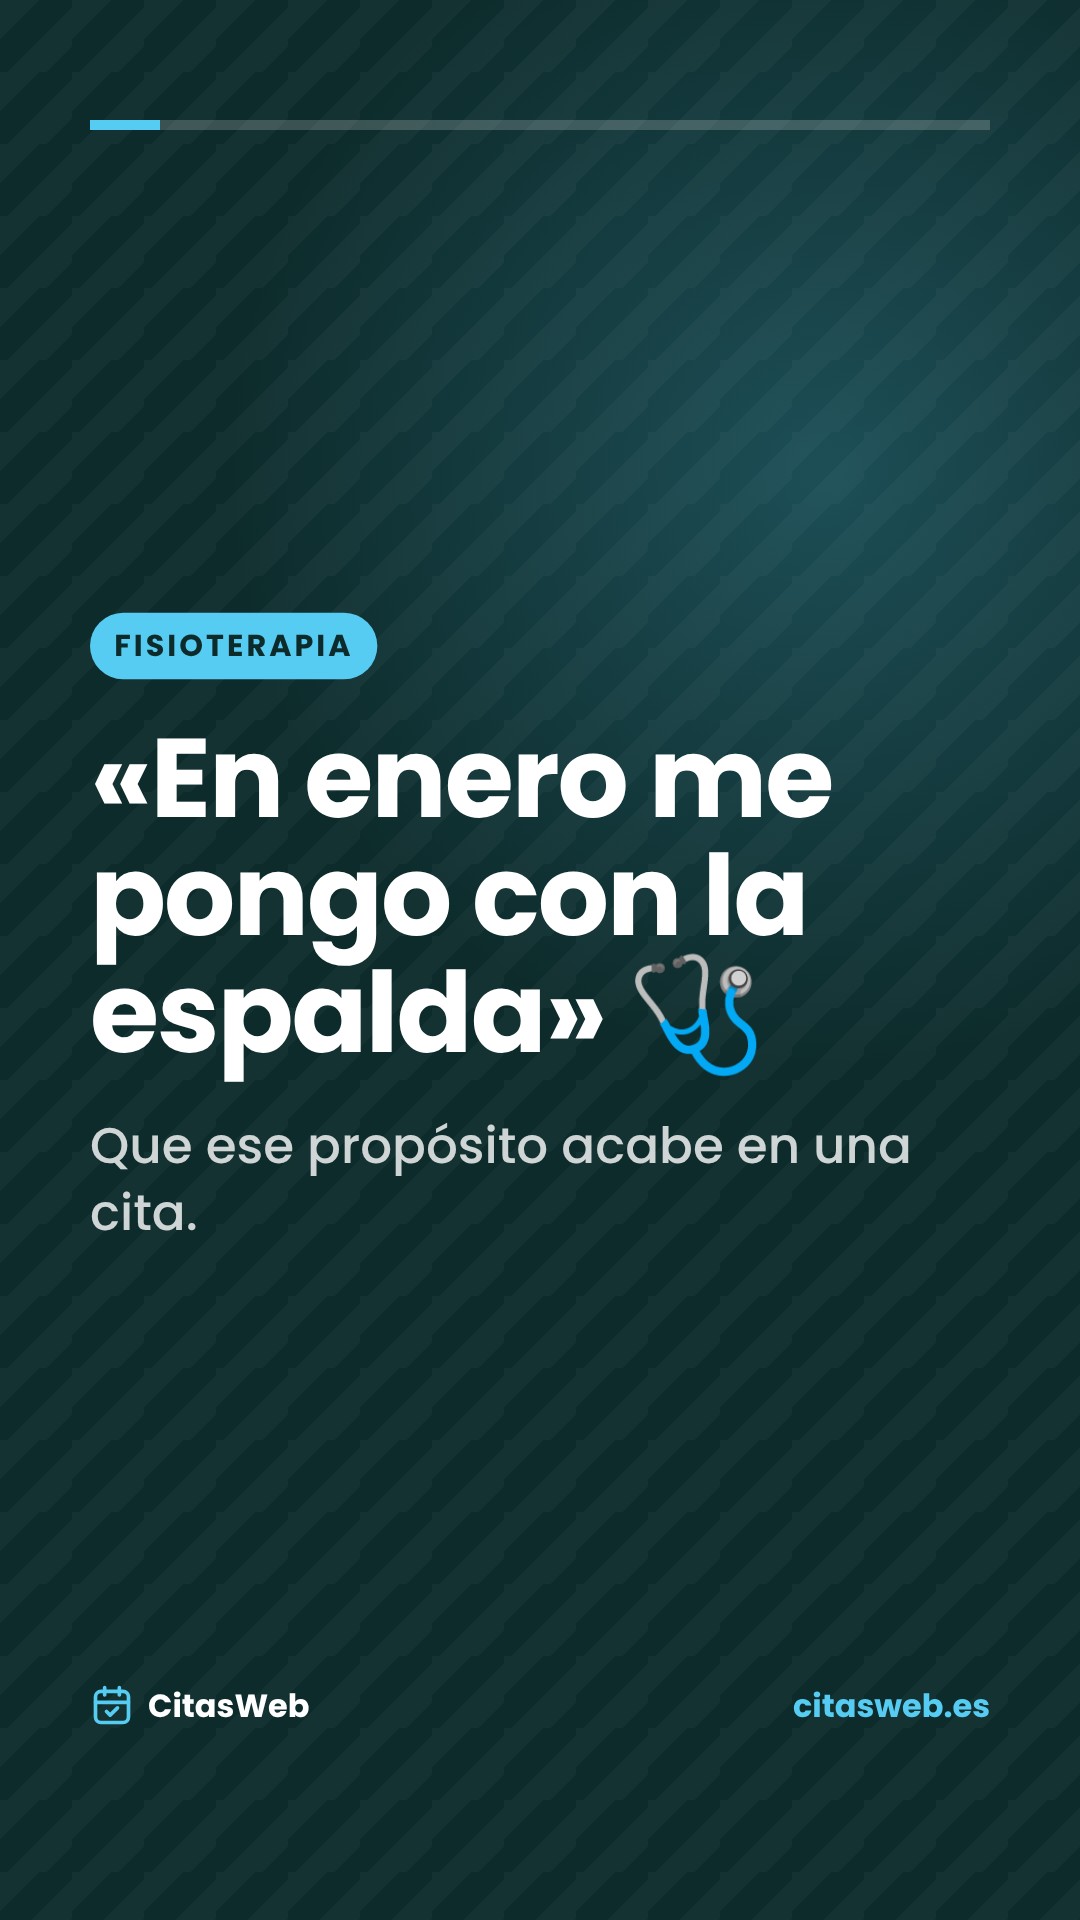 FISIOTERAPIA
«En enero me
pongo con la
espalda» 🩺
Que ese propósito acabe en una
cita.
CitasWeb
citasweb.es